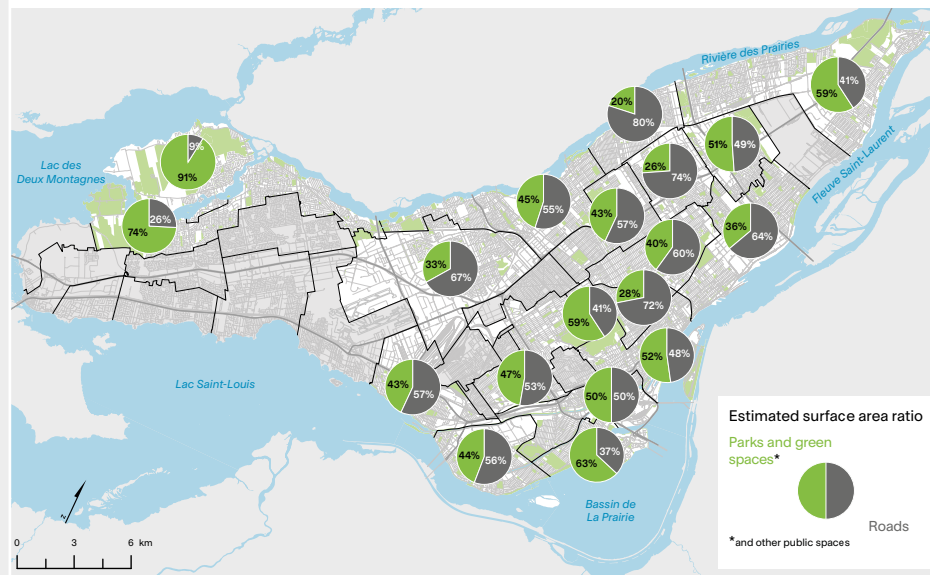 Rivière des Prairies
41%
59%
20%
80%
51%
49%
9%
91%
26%
74%
Lac des
Deux Montagnes
Fleuve Saint-Laurent
26%
74%
45%
55%
43%
57%
36%
64%
40%
60%
33%
67%
28%
72%
41%
59%
52%
48%
Lac Saint-Louis
47%
53%
43%
57%
50%
50%
44%
56%
37%
63%
Bassin de
La Prairie
Estimated surface area ratio
Parks and green
spaces*
Roads
*and other public spaces
z
0 3 6 km